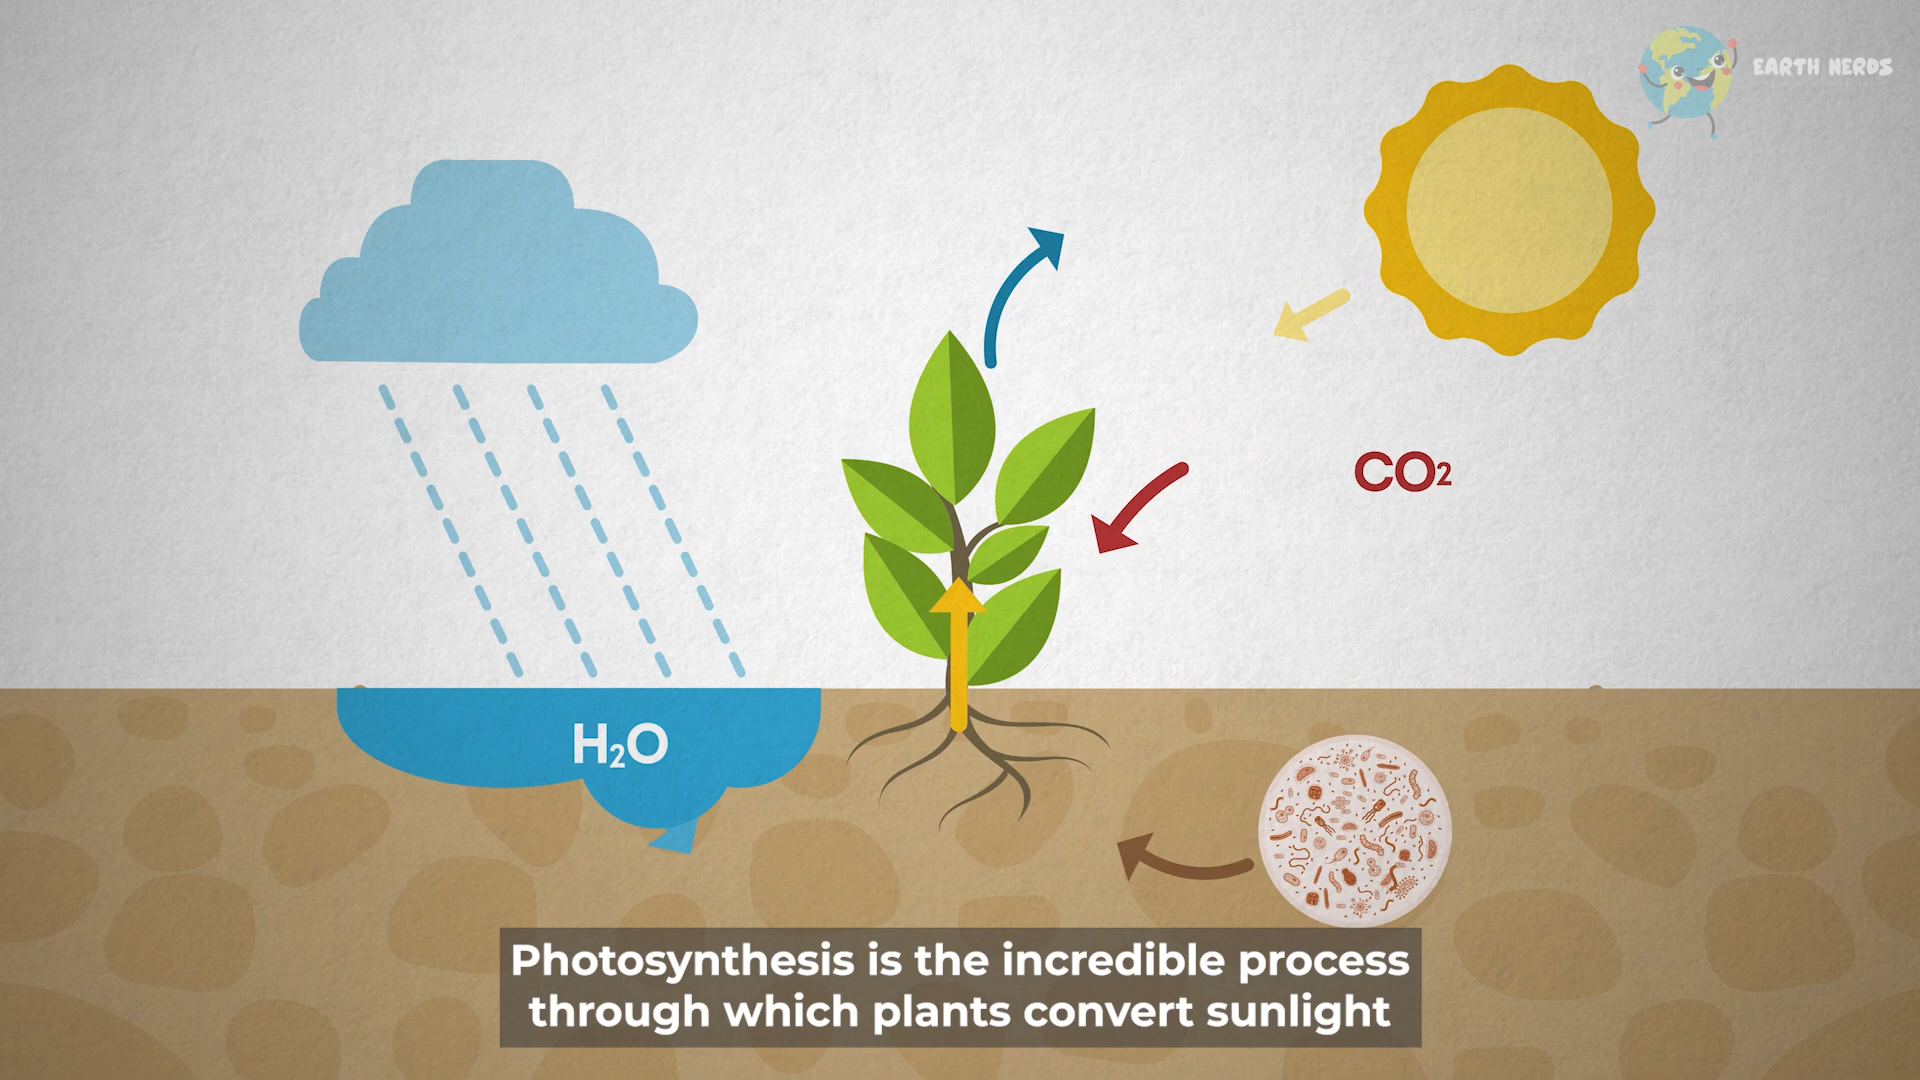 EARTH NERDS
CO2
H2O
Photosynthesis is the incredible process
through which plants convert sunlight